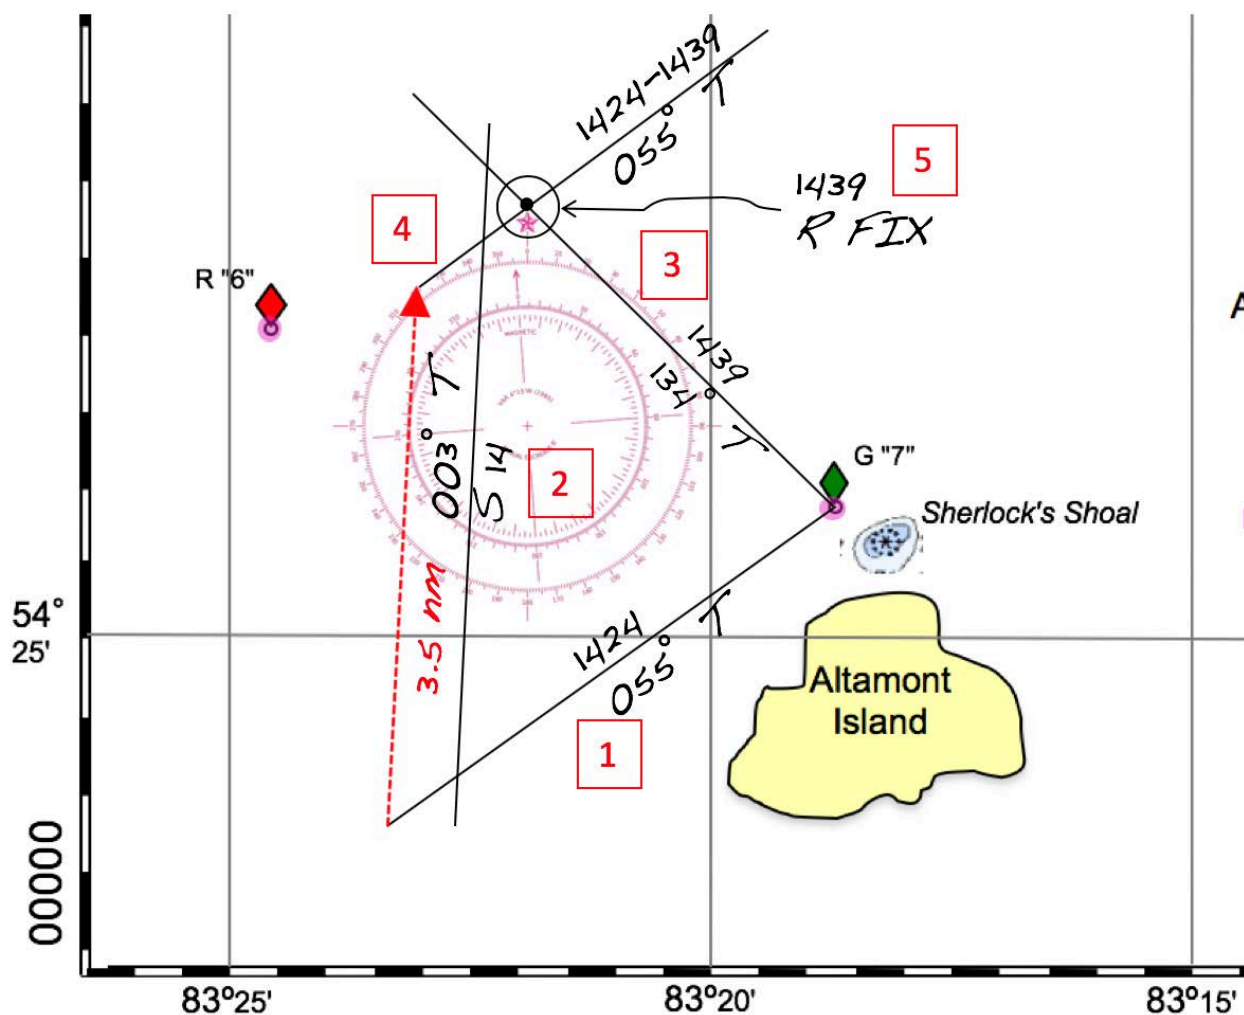 1424-1439
055° T
5
1439
R FIX
4
3
R "6"
1439
134° T
MAGNETIC
003° T
S 14
2
G "7"
Sherlock's Shoal
54°
25'
3.5 nm
1424
055° T
1
Altamont
Island
00000
83°25'
83°20'
83°15'